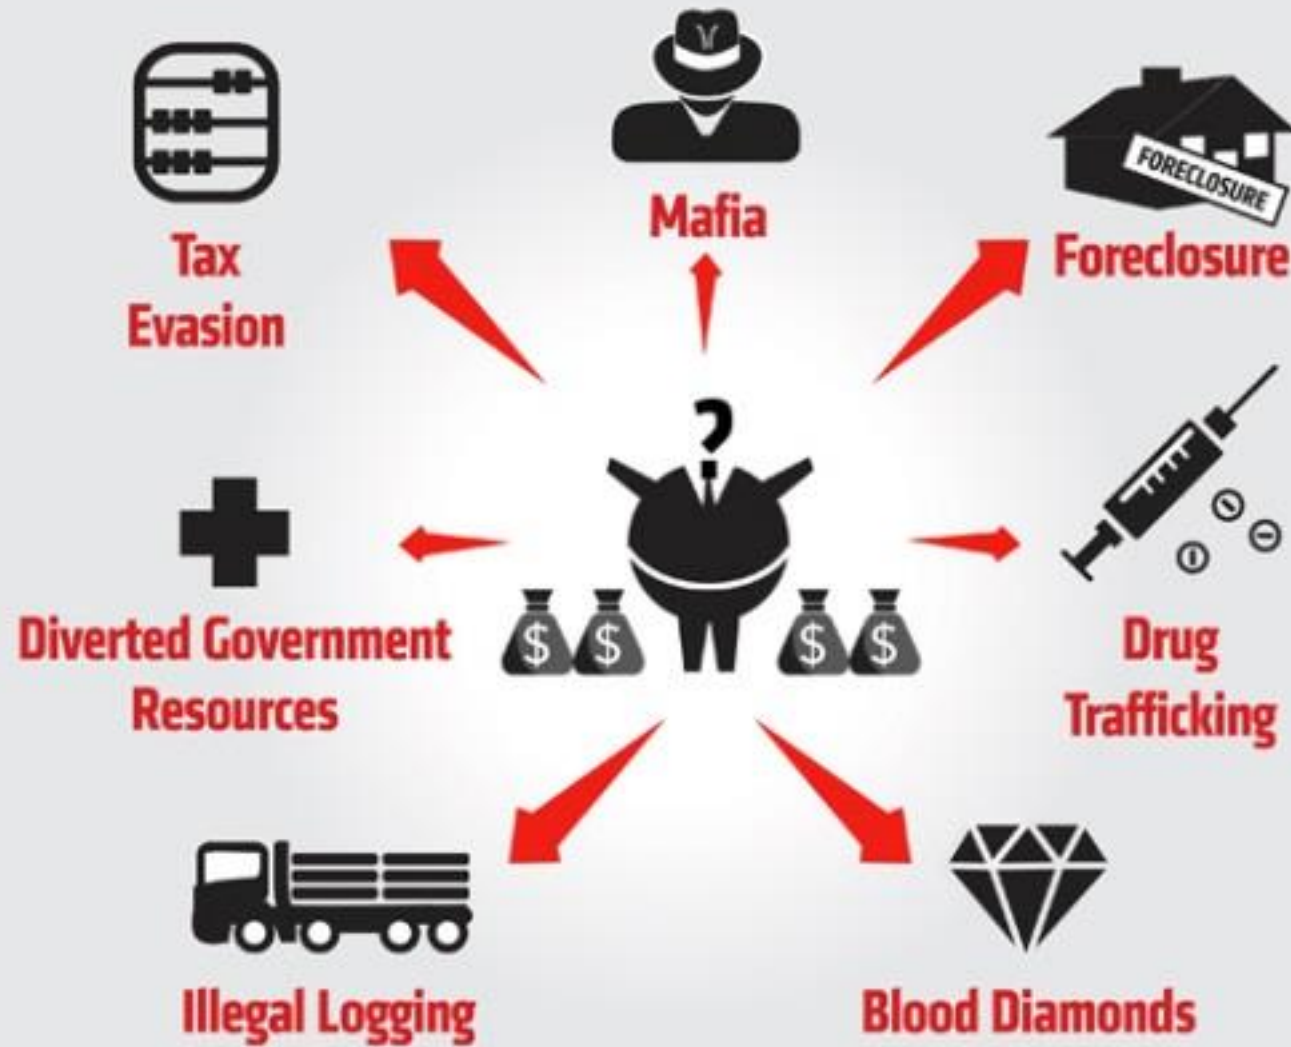 Mafia
FORECLOSURE
Tax
Evasion
Foreclosure
?
Diverted Government
Resources
$ $ $ $
Drug
Trafficking
Illegal Logging
Blood Diamonds